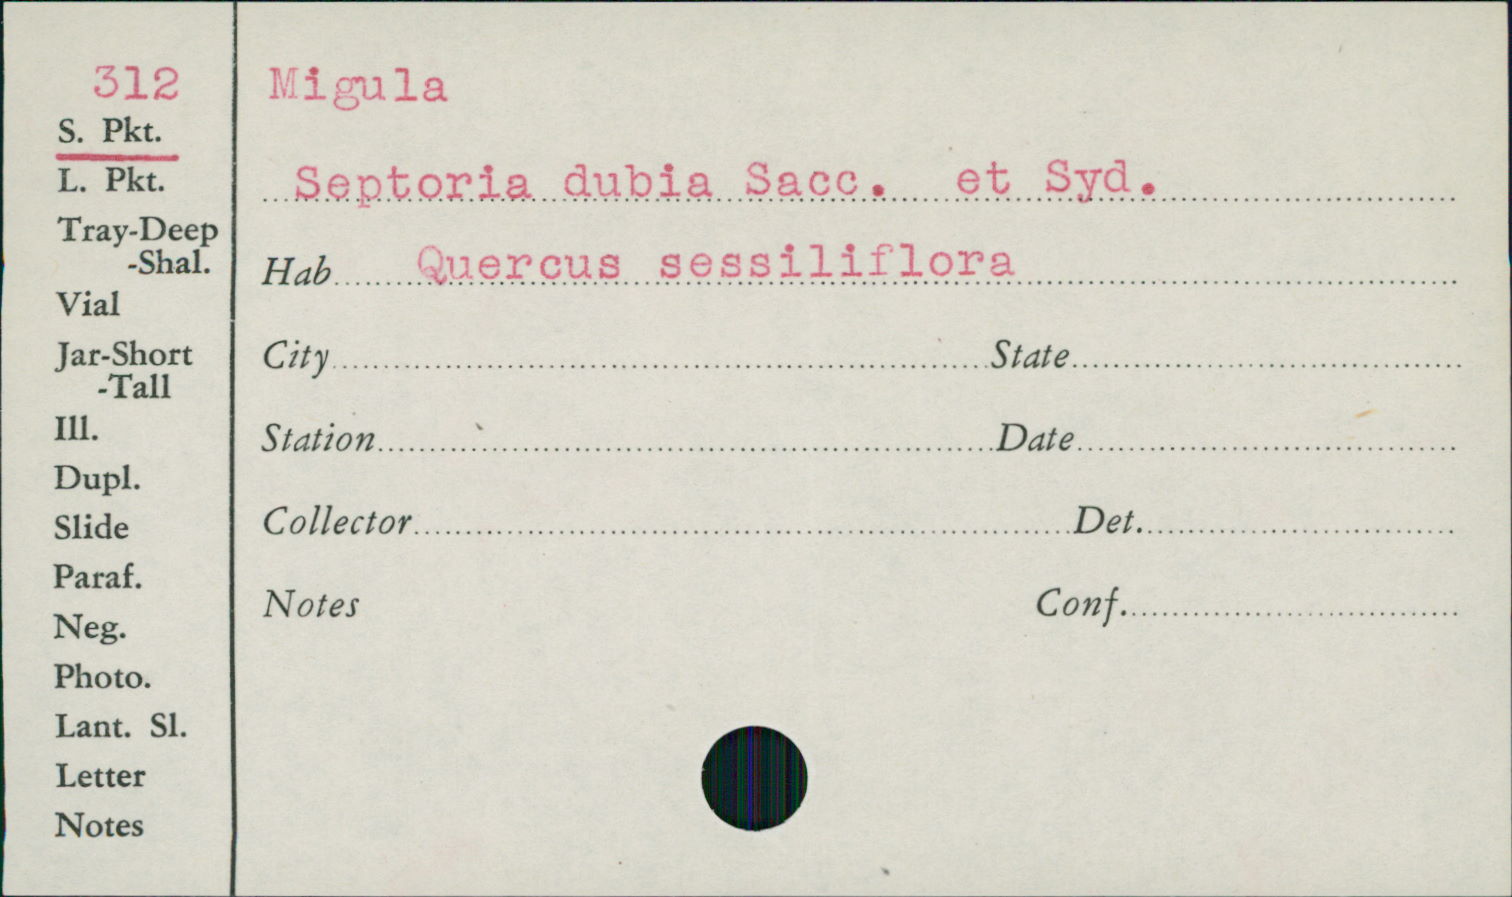 312
S. Pkt.
L. Pkt.
Tray-Deep
-Shal.
Vial
Jar-Short
-Tall
Ill.
Dupl.
Slide
Paraf.
Neg.
Photo.
Lant. Sl.
Letter
Notes
Migula
Septoria dubia Sacc. et Syd.
Hab Quercus sessiliflora
City State
Station Date
Collector Det.
Notes Conf.